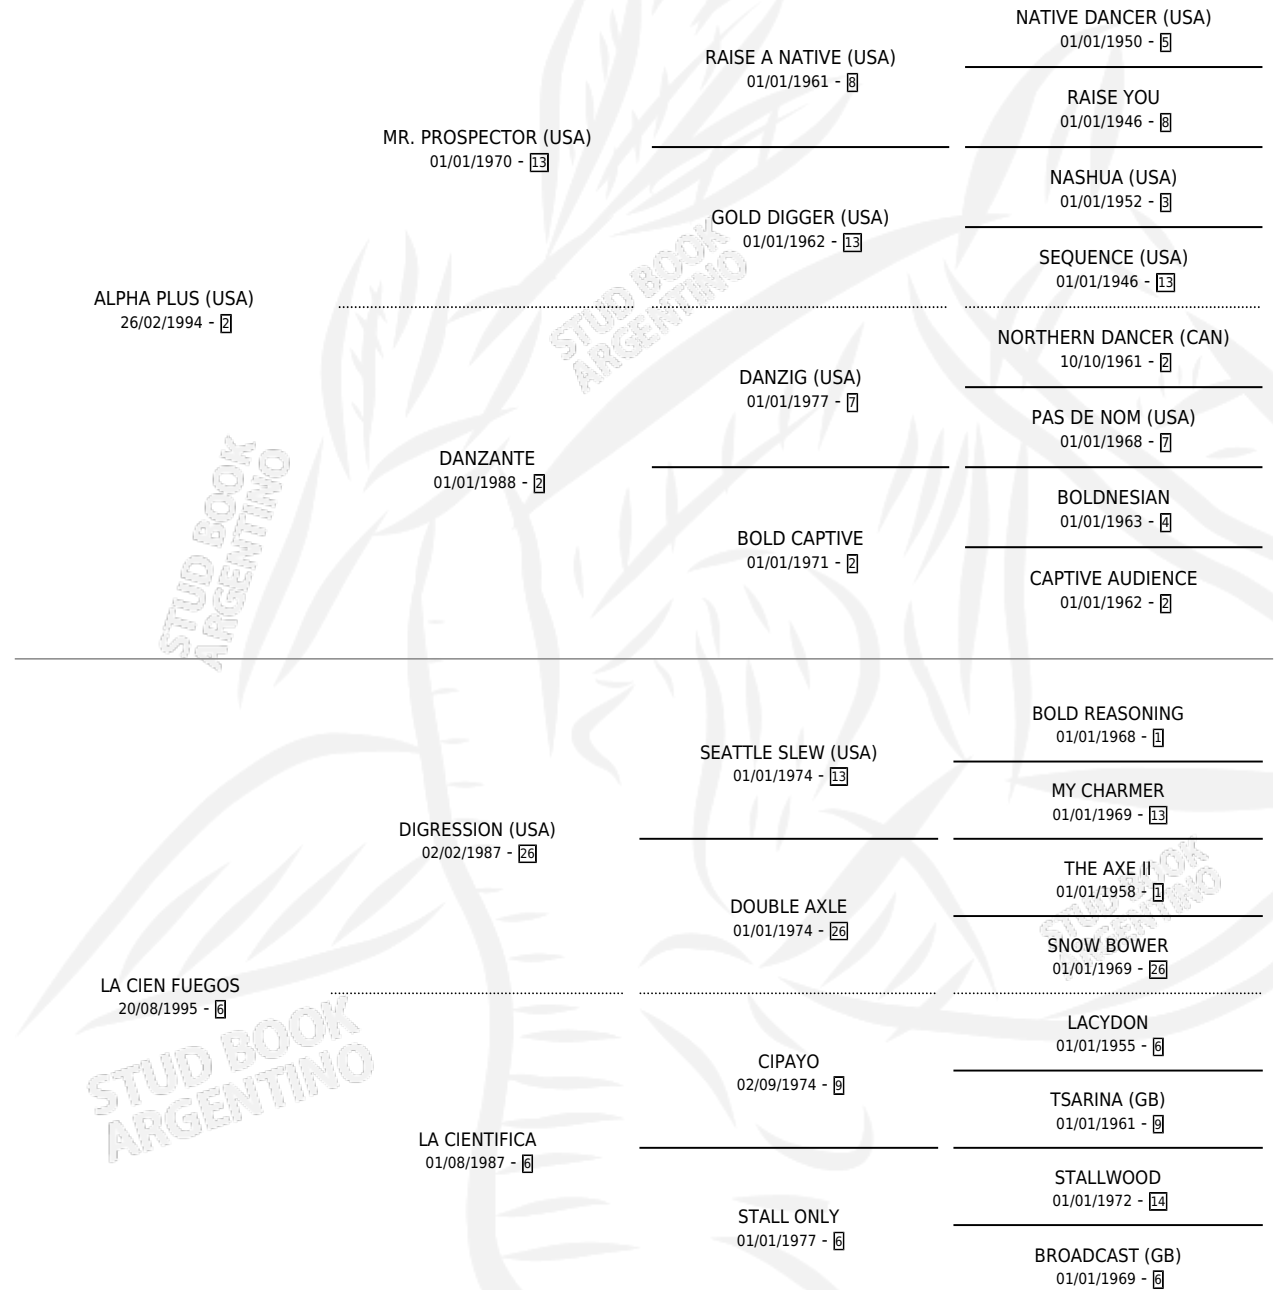 NATIVE DANCER (USA)
01/01/1950 - 5
RAISE A NATIVE (USA)
01/01/1961 - 8
RAISE YOU
01/01/1946 - 8
MR. PROSPECTOR (USA)
01/01/1970 - 13
NASHUA (USA)
01/01/1952 - 3
GOLD DIGGER (USA)
01/01/1962 - 13
SEQUENCE (USA)
01/01/1946 - 13
ALPHA PLUS (USA)
26/02/1994 - 2
STUD BOOK
ARGENTINO
NORTHERN DANCER (CAN)
10/10/1961 - 2
DANZIG (USA)
01/01/1977 - 7
PAS DE NOM (USA)
01/01/1968 - 7
DANZANTE
01/01/1988 - 2
BOLDNESIAN
01/01/1963 - 4
BOLD CAPTIVE
01/01/1971 - 2
CAPTIVE AUDIENCE
01/01/1962 - 2
STUD BOOK
ARGENTINO
BOLD REASONING
01/01/1968 - 1
SEATTLE SLEW (USA)
01/01/1974 - 13
MY CHARMER
01/01/1969 - 13
DIGRESSION (USA)
02/02/1987 - 26
THE AXE II
01/01/1958 - 1
DOUBLE AXLE
01/01/1974 - 26
SNOW BOWER
01/01/1969 - 26
STUD BOOK
ARGENTINO
LA CIEN FUEGOS
20/08/1995 - 6
LACYDON
01/01/1955 - 6
CIPAYO
02/09/1974 - 9
TSARINA (GB)
01/01/1961 - 9
STUD BOOK
ARGENTINO
LA CIENTIFICA
01/08/1987 - 6
STALLWOOD
01/01/1972 - 14
STALL ONLY
01/01/1977 - 6
BROADCAST (GB)
01/01/1969 - 6